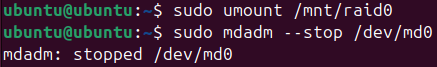 ubuntu@ubuntu:~$ sudo umount /mnt/raid0
ubuntu@ubuntu:~$ sudo mdadm --stop /dev/md0
mdadm: stopped /dev/md0